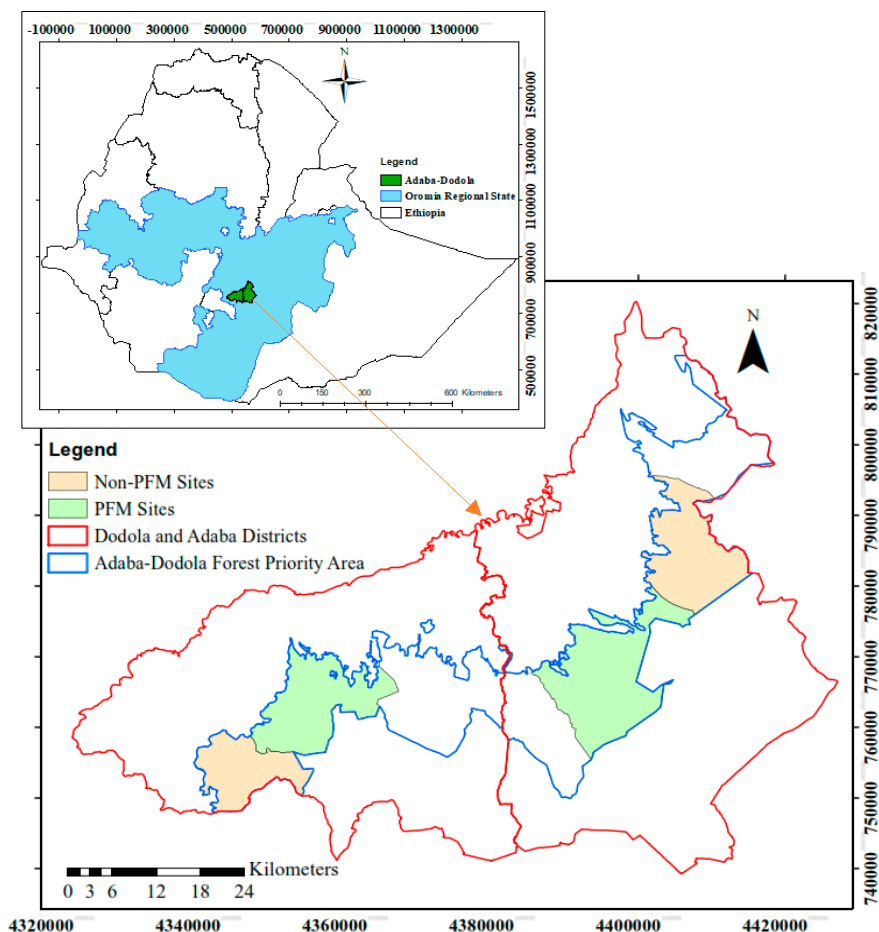 -100000 100000 300000 500000 700000 900000 1100000 1300000
N
1500000
1300000
1100000
900000
700000
500000
Legend
Adaba-Dodola
Oromia Regional State
Ethiopia
0 150 300 600 Kilometers
N
820000
810000
800000
790000
780000
770000
760000
750000
740000
Legend
Non-PFM Sites
PFM Sites
Dodola and Adaba Districts
Adaba-Dodola Forest Priority Area
Kilometers
0 3 6 12 18 24
4320000 4340000 4360000 4380000 4400000 4420000